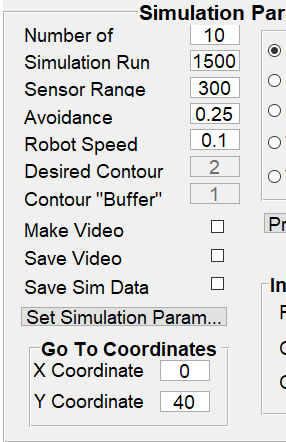 Simulation Par
Number of 10
Simulation Run 1500
Sensor Range 300
Avoidance 0.25
Robot Speed 0.1
Desired Contour 2
Contour "Buffer" 1
Make Video
Save Video
Save Sim Data
Pr
Set Simulation Param...
In
Go To Coordinates
X Coordinate 0
Y Coordinate 40